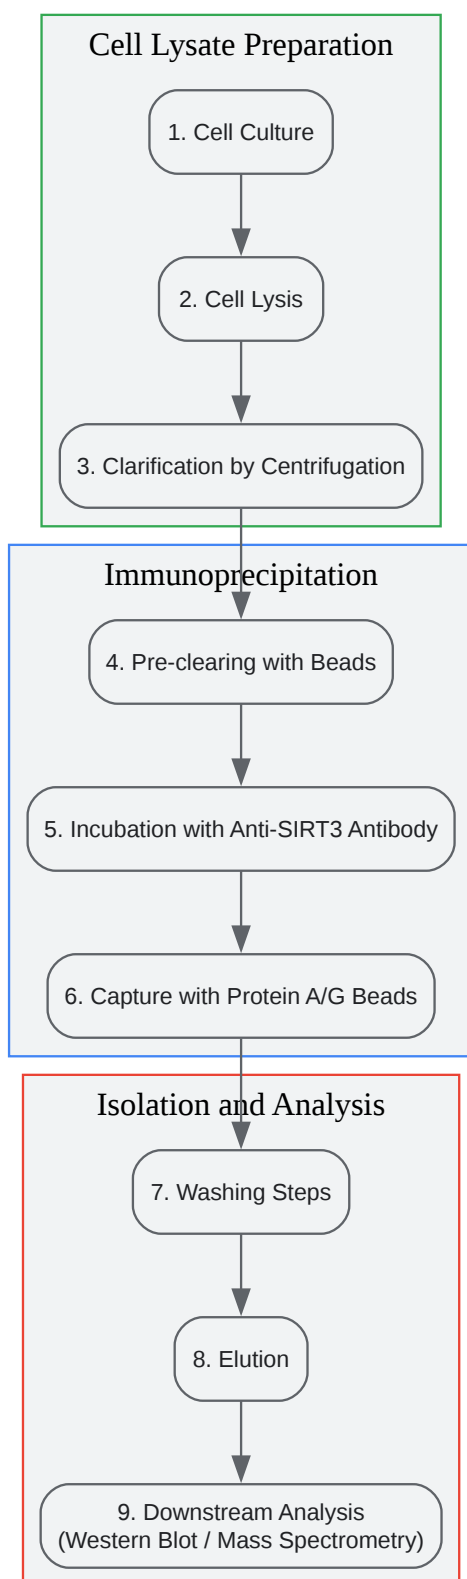 Cell Lysate Preparation
1. Cell Culture
2. Cell Lysis
3. Clarification by Centrifugation
Immunoprecipitation
4. Pre-clearing with Beads
5. Incubation with Anti-SIRT3 Antibody
6. Capture with Protein A/G Beads
Isolation and Analysis
7. Washing Steps
8. Elution
9. Downstream Analysis
(Western Blot / Mass Spectrometry)